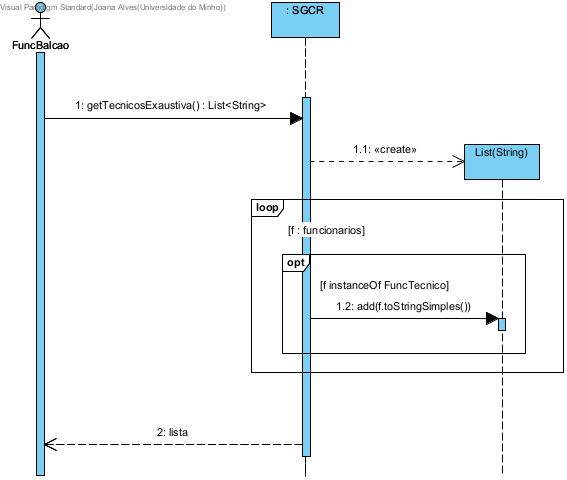 Visual Paradigm Standard(Joana Alves(Universidade do Minho))
: SGCR
FuncBalcao
1: getTecnicosExaustiva() : List<String>
1.1: «create»
List(String)
loop
[f : funcionarios]
opt
[f instanceOf FuncTecnico]
1.2: add(f.toStringSimples())
2: lista